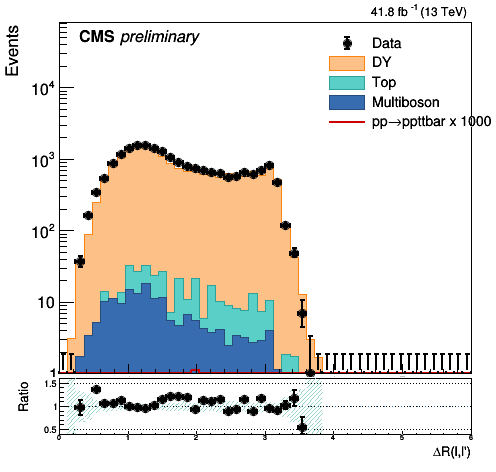 41.8 fb⁻¹ (13 TeV)
CMS preliminary
Events
Data
DY
Top
Multiboson
pp→ppttbar x 1000
10⁴
10³
10²
10
1
Ratio
1.5
1
0.5
0 1 2 3 4 5 6
ΔR(l,l')